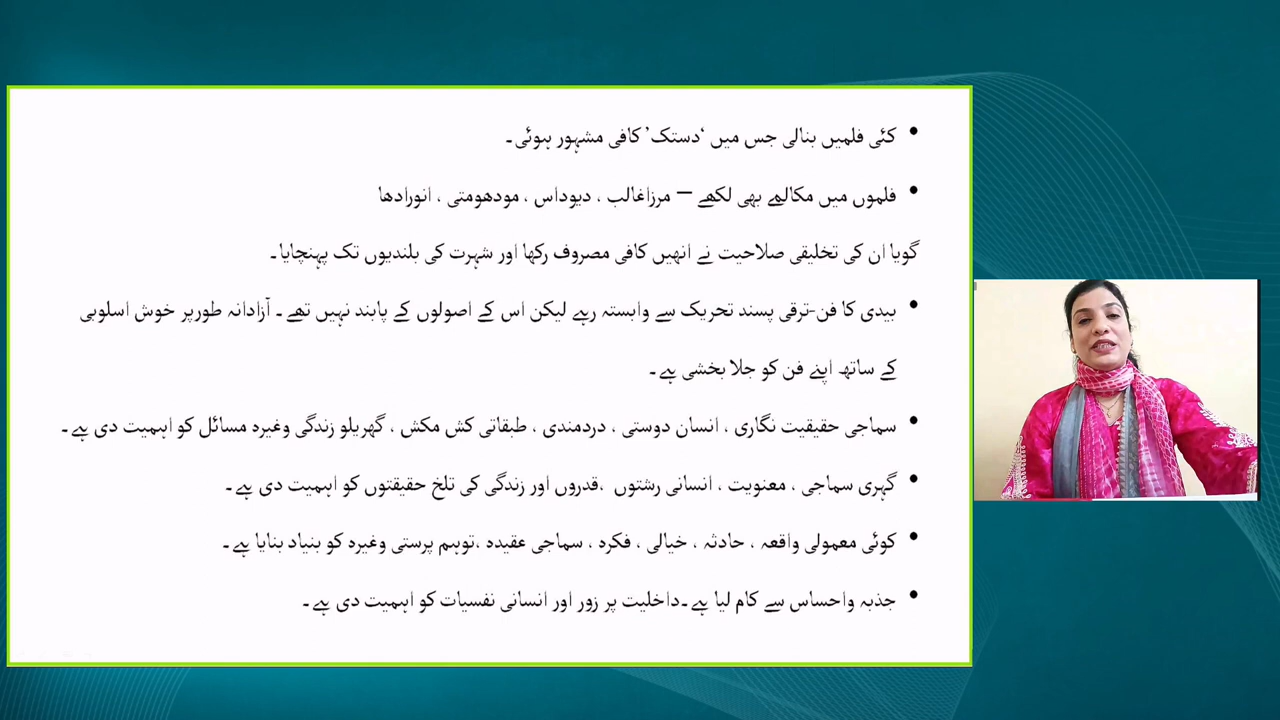 • کئی فلمیں بنالی جس میں ‘دستک’ کافی مشہور ہوئی۔
• فلموں میں مکالمے بھی لکھے – مرزاغالب ، دیوداس ، مودھومتی ، انورادھا
گویا ان کی تخلیقی صلاحیت نے انھیں کافی مصروف رکھا اور شہرت کی بلندیوں تک پہنچایا۔
• بیدی کا فن-ترقی پسند تحریک سے وابستہ رہے لیکن اس کے اصولوں کے پابند نہیں تھے۔ آزادانہ طورپر خوش اسلوبی
کے ساتھ اپنے فن کو جلا بخشی ہے۔
• سماجی حقیقیت نگاری ، انسان دوستی ، دردمندی ، طبقاتی کش مکش ، گھریلو زندگی وغیرہ مسائل کو اہمیت دی ہے۔
• گہری سماجی ، معنویت ، انسانی رشتوں ،قدروں اور زندگی کی تلخ حقیقتوں کو اہمیت دی ہے۔
• کوئی معمولی واقعہ ، حادثہ ، خیالی ، فکرہ ، سماجی عقیدہ ،توہم پرستی وغیرہ کو بنیاد بنایا ہے۔
• جذبہ واحساس سے کام لیا ہے۔داخلیت پر زور اور انسانی نفسیات کو اہمیت دی ہے۔